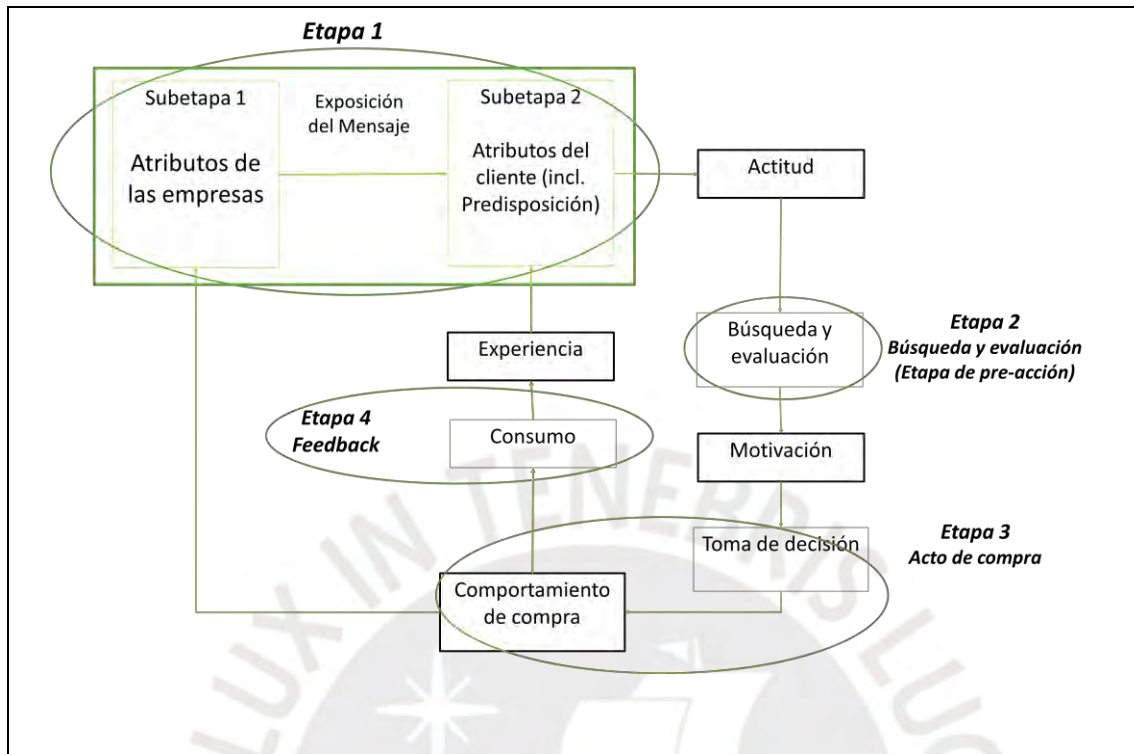 Etapa 1
Subetapa 1
Atributos de
las empresas
Exposición
del Mensaje
Subetapa 2
Atributos del
cliente (incl.
Predisposición)
Actitud
Búsqueda y
evaluación
Etapa 2
Búsqueda y evaluación
(Etapa de pre-acción)
Experiencia
Etapa 4
Feedback
Consumo
Motivación
Toma de decisión
Etapa 3
Acto de compra
Comportamiento
de compra
LUX IN TENEBRIS LUC